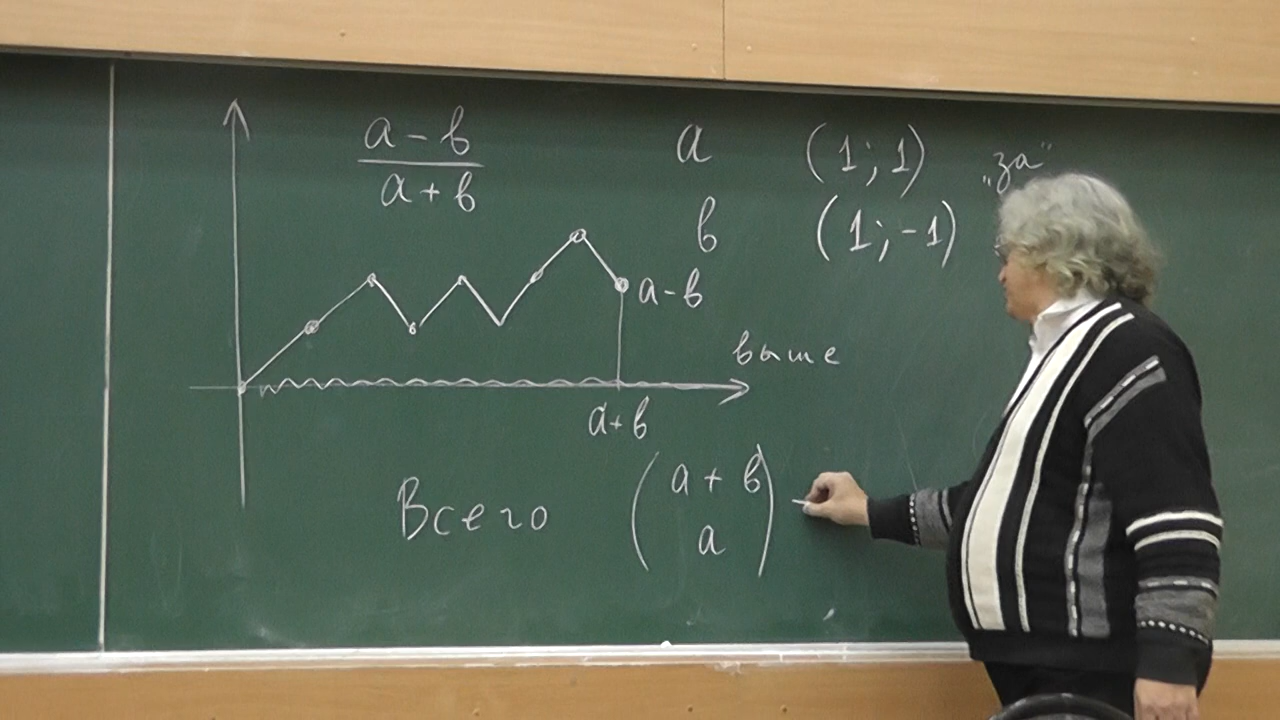 а - в
а + в
а (1; 1) „за”
в (1; -1)
а - в
выше
а + в
Всего ( а + в
а )